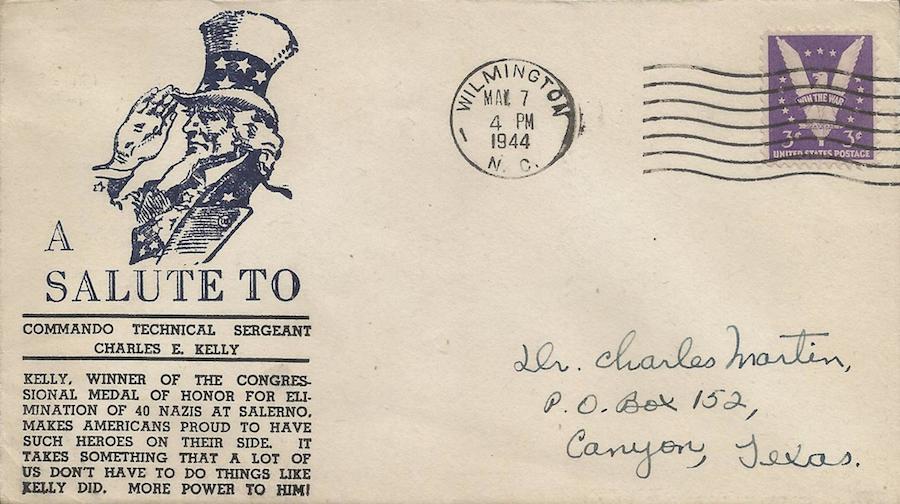 WILMINGTON
MAY 7
4 PM
1944
N. C.
WIN THE WAR
3¢ 3¢
UNITED STATES POSTAGE
A
SALUTE TO
COMMANDO TECHNICAL SERGEANT
CHARLES E. KELLY
KELLY, WINNER OF THE CONGRES-
SIONAL MEDAL OF HONOR FOR ELI-
MINATION OF 40 NAZIS AT SALERNO,
MAKES AMERICANS PROUD TO HAVE
SUCH HEROES ON THEIR SIDE. IT
TAKES SOMETHING THAT A LOT OF
US DON'T HAVE TO DO THINGS LIKE
KELLY DID. MORE POWER TO HIM!
Dr. Charles Martin,
P.O. Box 152,
Canyon, Texas.